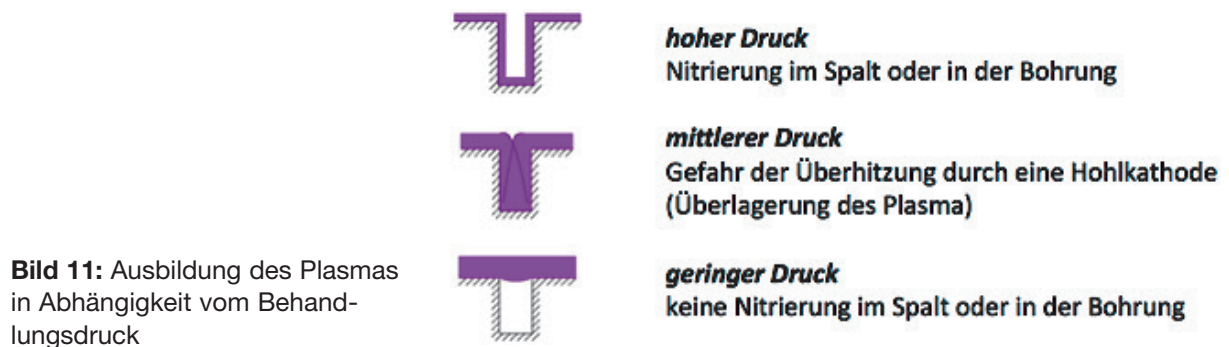 hoher Druck
Nitrierung im Spalt oder in der Bohrung
mittlerer Druck
Gefahr der Überhitzung durch eine Hohlkathode
(Überlagerung des Plasma)
geringer Druck
keine Nitrierung im Spalt oder in der Bohrung
Bild 11: Ausbildung des Plasmas
in Abhängigkeit vom Behand-
lungsdruck